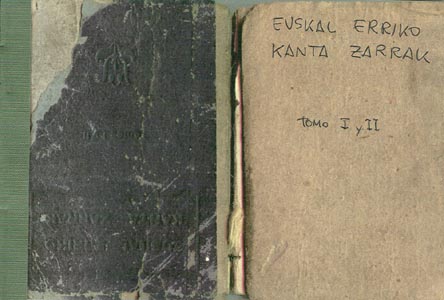 EUSKAL ERRIKO
KANTA ZARRAK
TOMO I y II